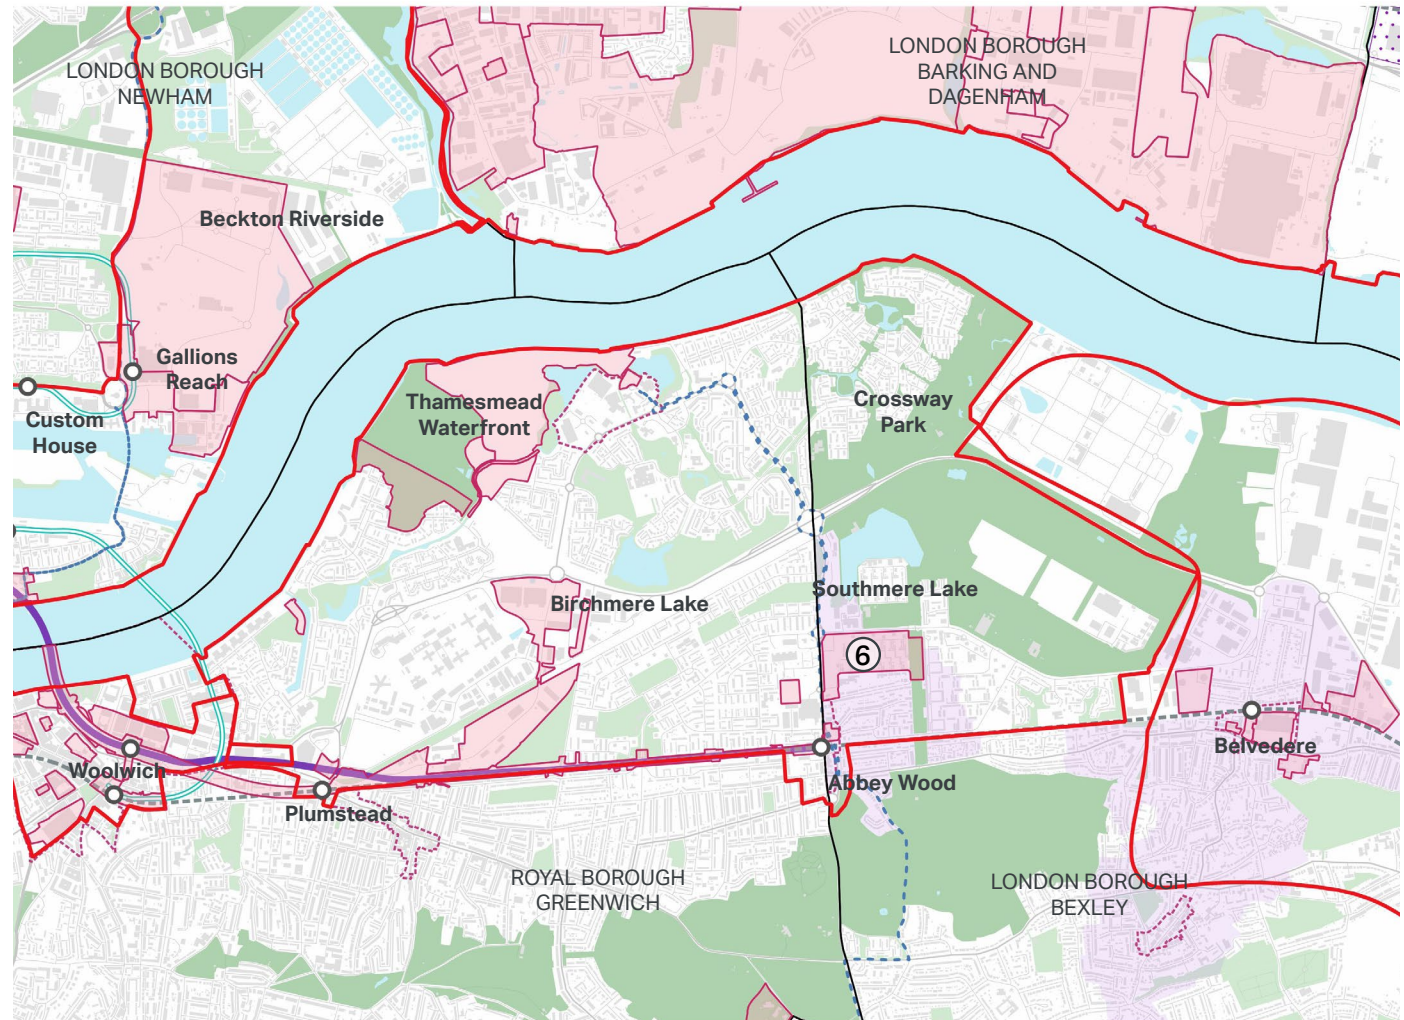 LONDON BOROUGH
NEWHAM
LONDON BOROUGH
BARKING AND
DAGENHAM
Beckton Riverside
Gallions
Reach
Custom
House
Thamesmead
Waterfront
Crossway
Park
Birchmere Lake
Southmere Lake
6
Woolwich
Plumstead
Abbey Wood
Belvedere
ROYAL BOROUGH
GREENWICH
LONDON BOROUGH
BEXLEY